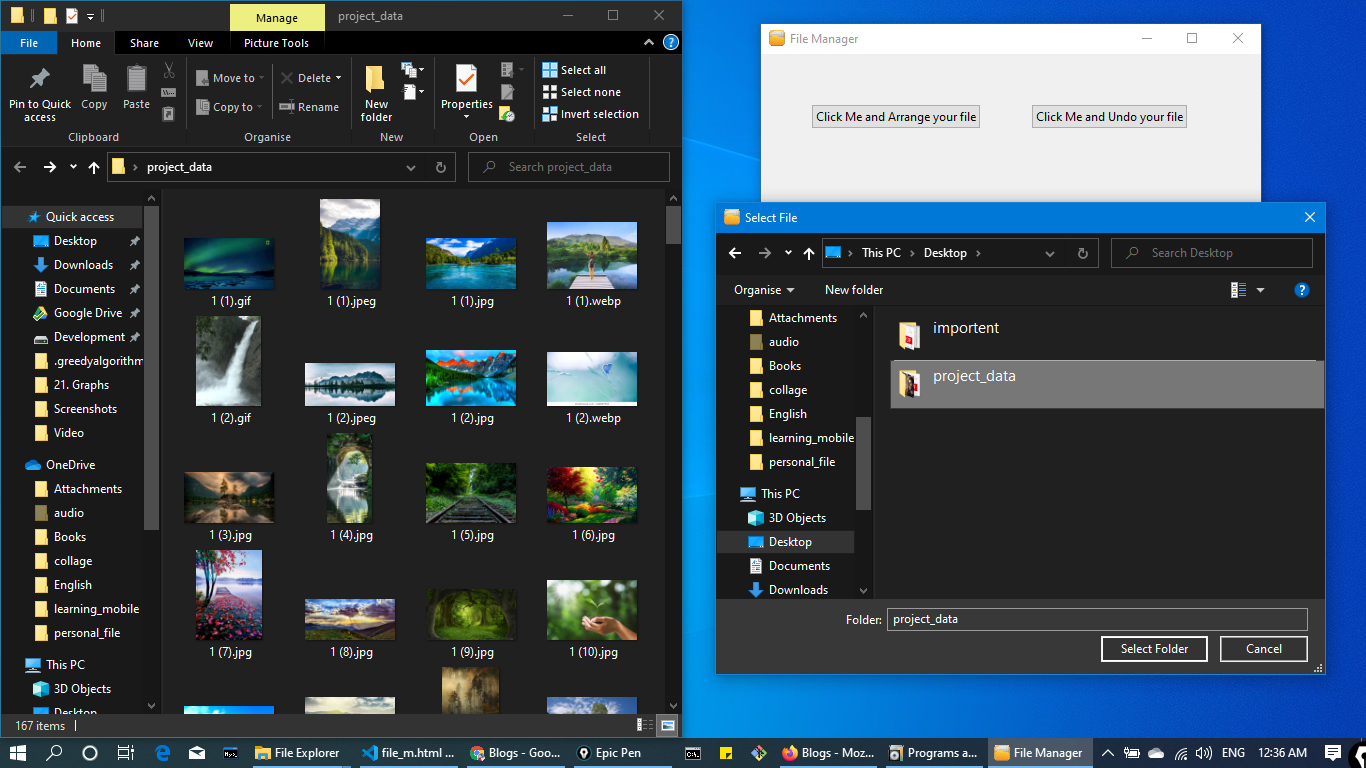 Manage
project_data
File
Home
Share
View
Picture Tools
Pin to Quick access
Copy
Paste
Move to
Copy to
Delete
Rename
New folder
Properties
Select all
Select none
Invert selection
Clipboard
Organise
New
Open
Select
project_data
Search project_data
Quick access
Desktop
Downloads
Documents
Google Drive
Development
.greedyalgorithm
21. Graphs
Screenshots
Video
OneDrive
Attachments
audio
Books
collage
English
learning_mobile
personal_file
This PC
3D Objects
Desktop
1 (1).gif
1 (1).jpeg
1 (1).jpg
1 (1).webp
1 (2).gif
1 (2).jpeg
1 (2).jpg
1 (2).webp
1 (3).jpg
1 (4).jpg
1 (5).jpg
1 (6).jpg
1 (7).jpg
1 (8).jpg
1 (9).jpg
1 (10).jpg
167 items
File Manager
Click Me and Arrange your file
Click Me and Undo your file
Select File
This PC
Desktop
Search Desktop
Organise
New folder
Attachments
audio
Books
collage
English
learning_mobile
personal_file
This PC
3D Objects
Desktop
Documents
Downloads
importent
project_data
Folder:
project_data
Select Folder
Cancel
File Explorer
file_m.html ...
Blogs - Goo...
Epic Pen
Blogs - Moz...
Programs a...
File Manager
ENG
12:36 AM